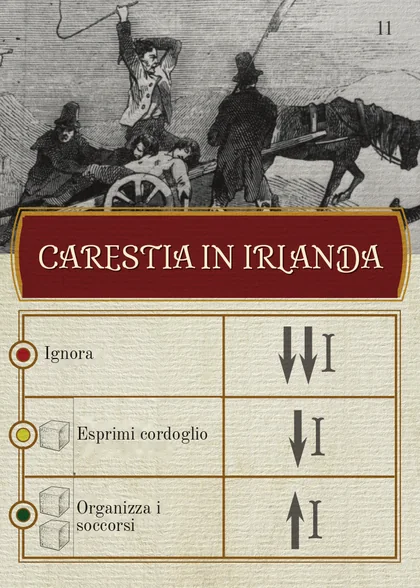 11
CARESTIA IN IRLANDA
Ignora
I
Esprimi cordoglio
I
Organizza i
soccorsi
I